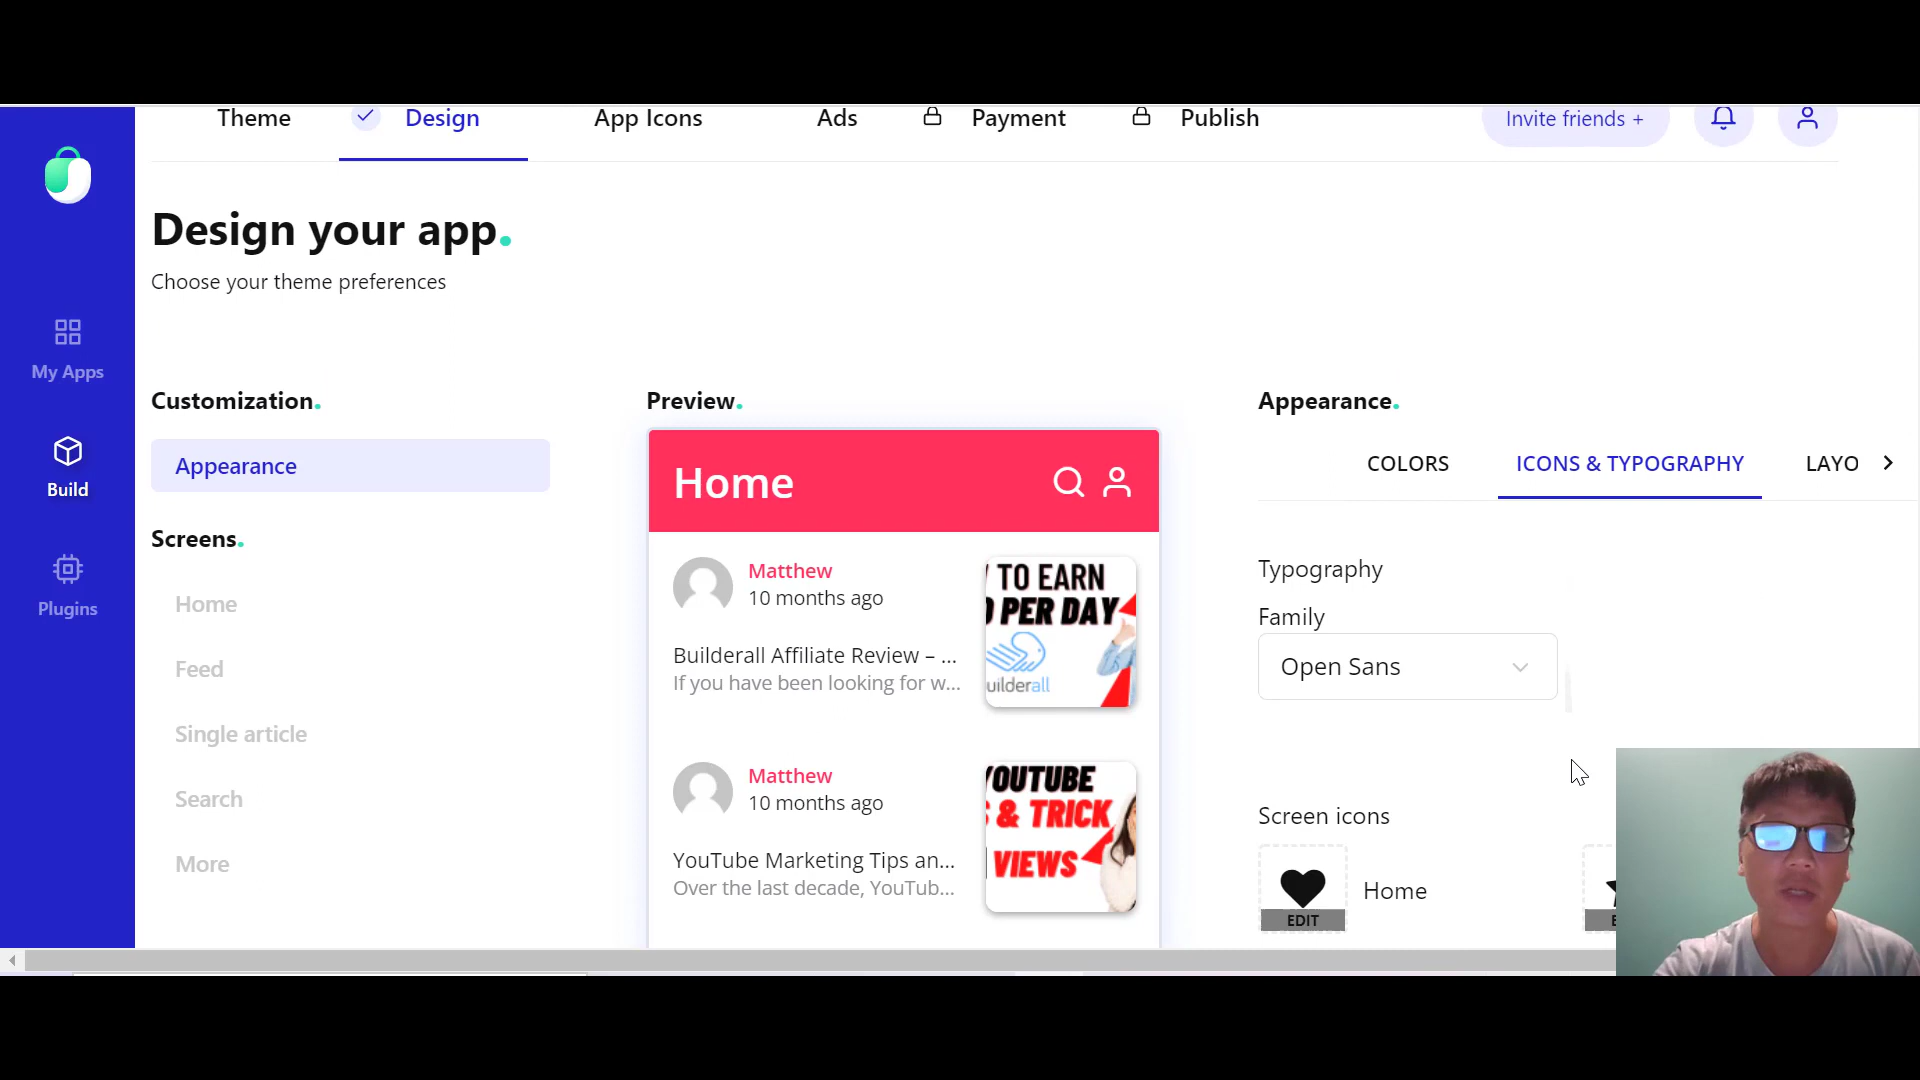 Theme
Design
App Icons
Ads
Payment
Publish
Invite friends +
Design your app.
Choose your theme preferences
My Apps
Build
Plugins
Customization.
Appearance
Screens.
Home
Feed
Single article
Search
More
Preview.
Home
Matthew
10 months ago
Builderall Affiliate Review – ...
If you have been looking for w...
TO EARN
PER DAY
uilderall
Matthew
10 months ago
YouTube Marketing Tips an...
Over the last decade, YouTub...
YOUTUBE
& TRICK
VIEWS
Appearance.
COLORS
ICONS & TYPOGRAPHY
LAYO
Typography
Family
Open Sans
Screen icons
EDIT
Home